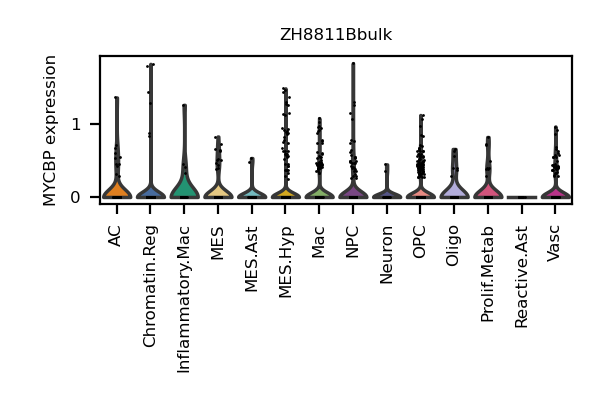 ZH8811Bbulk
MYCBP expression
1
0
AC
Chromatin.Reg
Inflammatory.Mac
MES
MES.Ast
MES.Hyp
Mac
NPC
Neuron
OPC
Oligo
Prolif.Metab
Reactive.Ast
Vasc